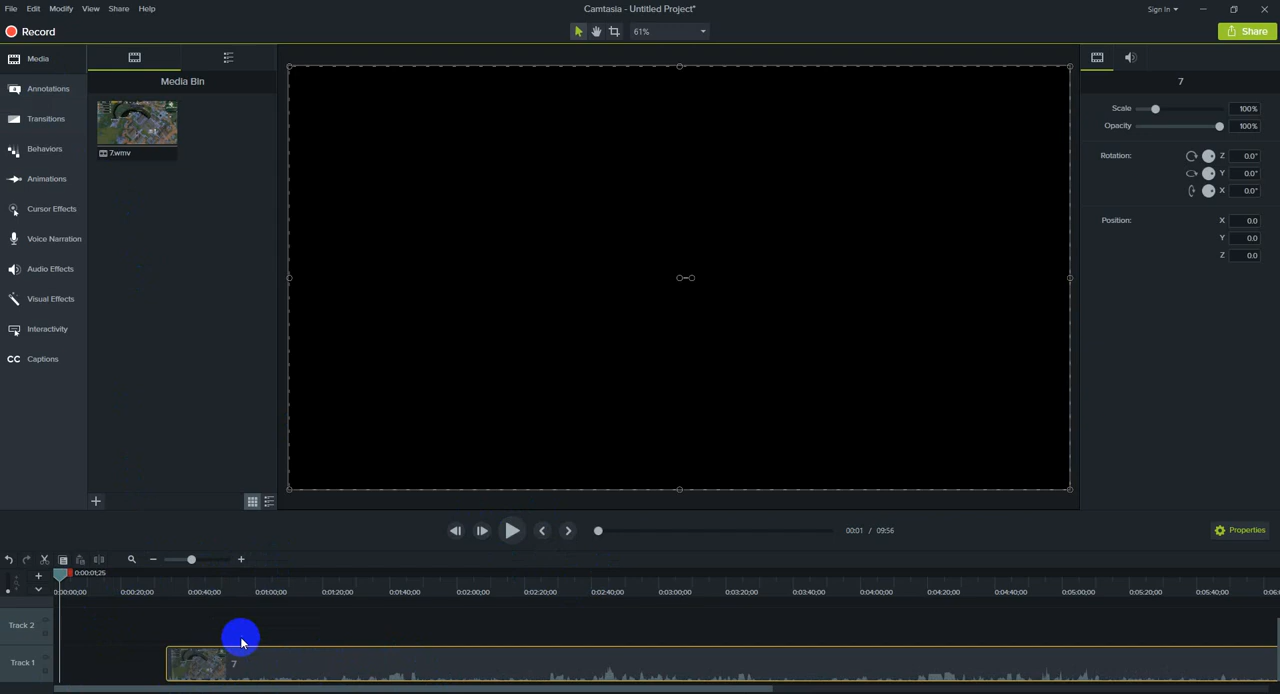 File Edit Modify View Share Help
Camtasia - Untitled Project*
Sign In
Record
61%
Share
Media
Annotations
Transitions
Behaviors
Animations
Cursor Effects
Voice Narration
Audio Effects
Visual Effects
Interactivity
CC Captions
Media Bin
7.wmv
7
Scale 100%
Opacity 100%
Rotation: Z 0.0°
Y 0.0°
X 0.0°
Position: X 0.0
Y 0.0
Z 0.0
00:01 / 09:56
Properties
0:00:01;25
0:00:00;00 0:00:20;00 0:00:40;00 0:01:00;00 0:01:20;00 0:01:40;00 0:02:00;00 0:02:20;00 0:02:40;00 0:03:00;00 0:03:20;00 0:03:40;00 0:04:00;00 0:04:20;00 0:04:40;00 0:05:00;00 0:05:20;00 0:05:40;00 0:06:
Track 2
Track 1
7